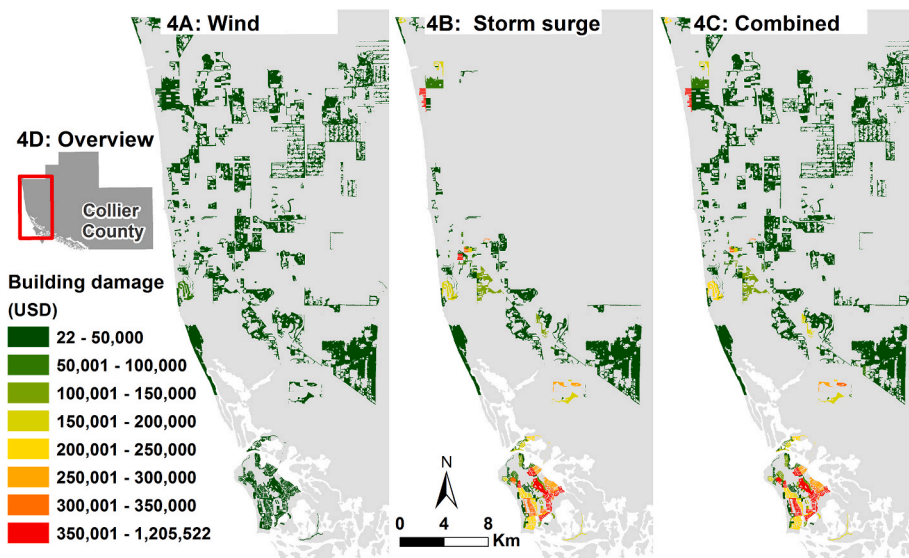 4A: Wind
4B: Storm surge
4C: Combined
4D: Overview
Collier
County
Building damage
(USD)
22 - 50,000
50,001 - 100,000
100,001 - 150,000
150,001 - 200,000
200,001 - 250,000
250,001 - 300,000
300,001 - 350,000
350,001 - 1,205,522
N
0 4 8
Km